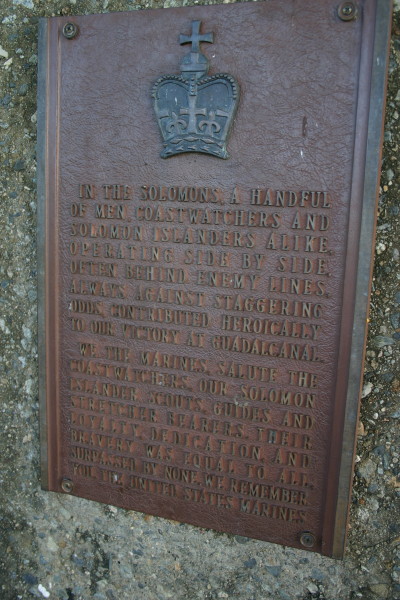 IN THE SOLOMONS, A HANDFUL
OF MEN, COASTWATCHERS AND
SOLOMON ISLANDERS ALIKE,
OPERATING SIDE BY SIDE,
OFTEN BEHIND ENEMY LINES,
ALWAYS AGAINST STAGGERING
ODDS, CONTRIBUTED HEROICALLY
TO OUR VICTORY AT GUADALCANAL.
WE, THE MARINES, SALUTE THE
COASTWATCHERS, OUR SOLOMON
ISLANDER SCOUTS, GUIDES, AND
STRETCHER BEARERS. THEIR
LOYALTY, DEDICATION, AND
BRAVERY WAS EQUAL TO ALL,
SURPASSED BY NONE. WE REMEMBER
YOU. THE UNITED STATES MARINES